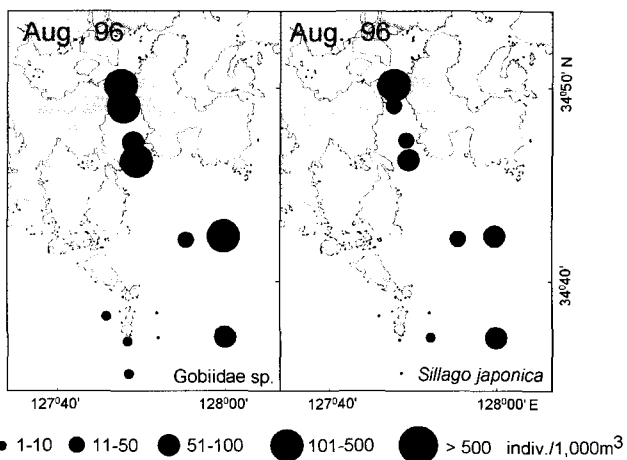 Aug., 96
Aug., 96
34°50' N
34°40'
Gobiidae sp.
Sillago japonica
127°40'
128°00'
127°40'
128°00' E
1-10
11-50
51-100
101-500
> 500
indiv./1,000m³